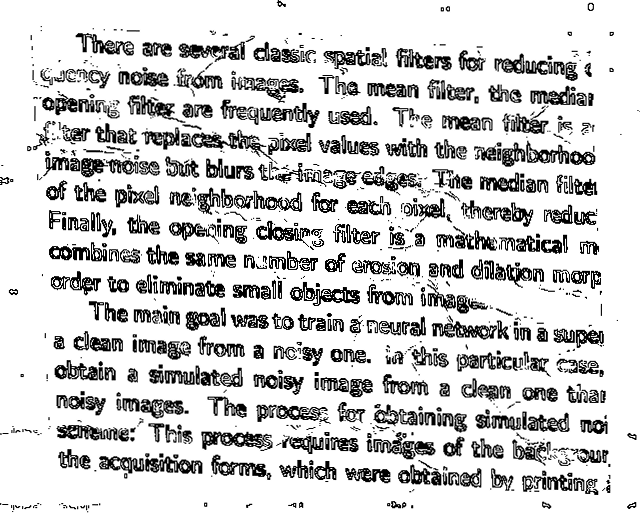 There are several classic spatial filters for reducing
quency noise from images. The mean filter, the median
opening filter are frequently used. The mean filter is a
filter that replaces the pixel values with the neighborhoo
image noise but blurs the image edges. The median filter
of the pixel neighborhood for each pixel, thereby reduc
Finally, the opening closing filter is a mathematical m
combines the same number of erosion and dilation morp
order to eliminate small objects from images.
The main goal was to train a neural network in a super
a clean image from a noisy one. In this particular case,
obtain a simulated noisy image from a clean one that
noisy images. The process for obtaining simulated noi
scheme: This process requires images of the backgroun
the acquisition forms, which were obtained by printing